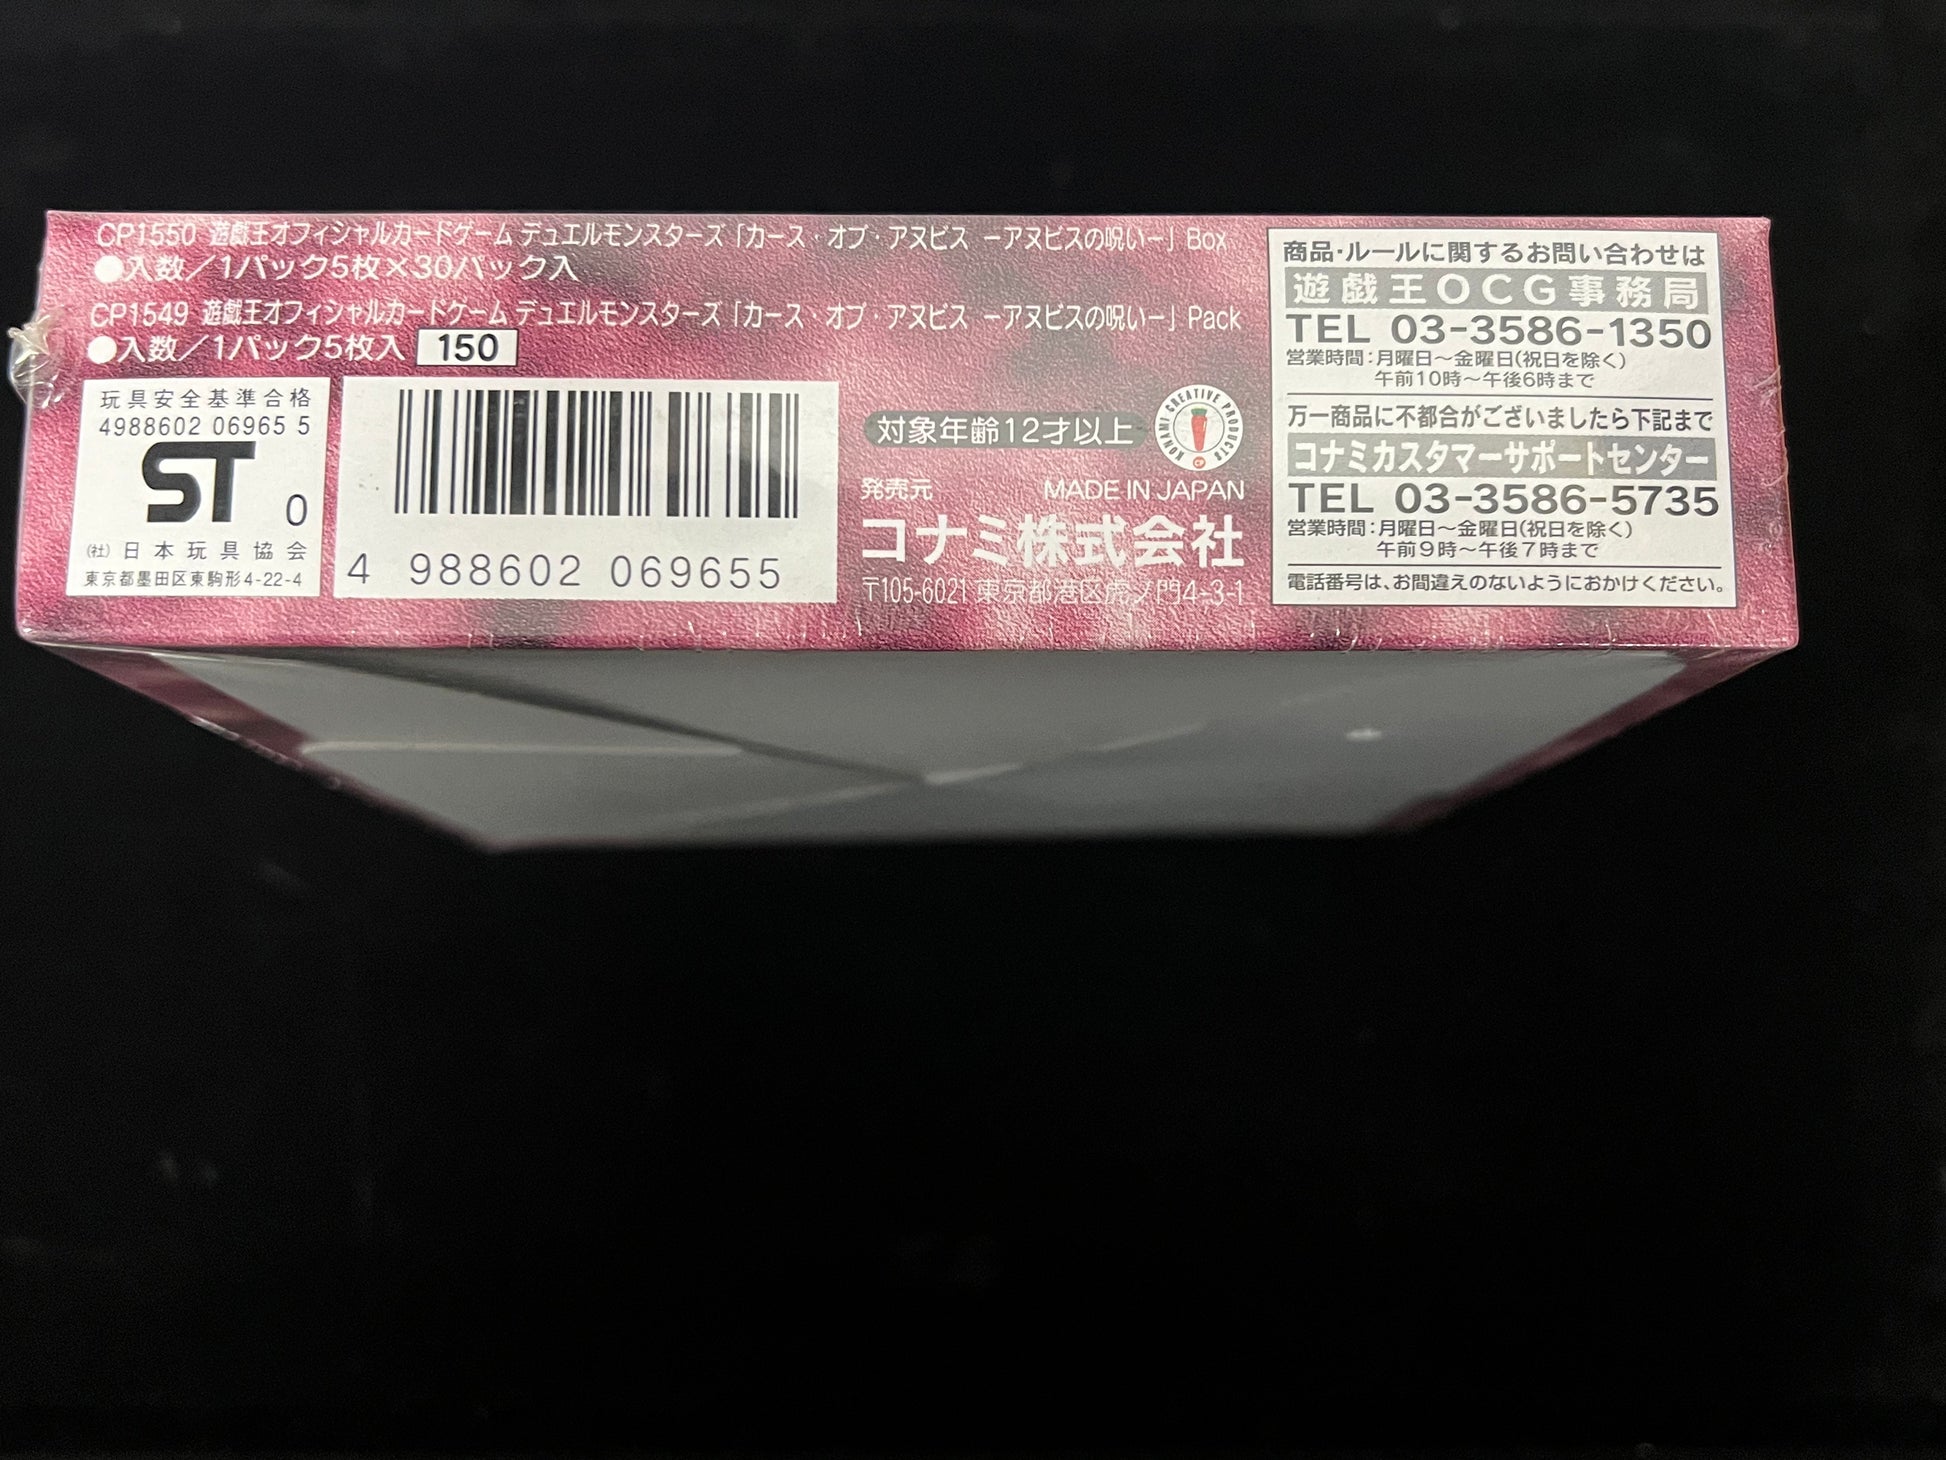 CP1550 遊戯王オフィシャルカードゲーム デュエルモンスターズ「カース・オブ・アヌビス －アヌビスの呪い－」Box
●入数／1パック5枚×30パック入
CP1549 遊戯王オフィシャルカードゲーム デュエルモンスターズ「カース・オブ・アヌビス －アヌビスの呪い－」Pack
●入数／1パック5枚入 150
玩具安全基準合格
4988602 06965 5
ST 0
(社) 日本玩具協会
東京都墨田区東駒形4-22-4
4 988602 069655
対象年齢12才以上
KONAMI CREATIVE PRODUCTS
CP
発売元 MADE IN JAPAN
コナミ株式会社
〒105-6021 東京都港区虎ノ門4-3-1
商品・ルールに関するお問い合わせは
遊戯王OCG事務局
TEL 03-3586-1350
営業時間：月曜日～金曜日(祝日を除く)
午前10時～午後6時まで
万一商品に不都合がございましたら下記まで
コナミカスタマーサポートセンター
TEL 03-3586-5735
営業時間：月曜日～金曜日(祝日を除く)
午前9時～午後7時まで
電話番号は、お間違えのないようにおかけください。